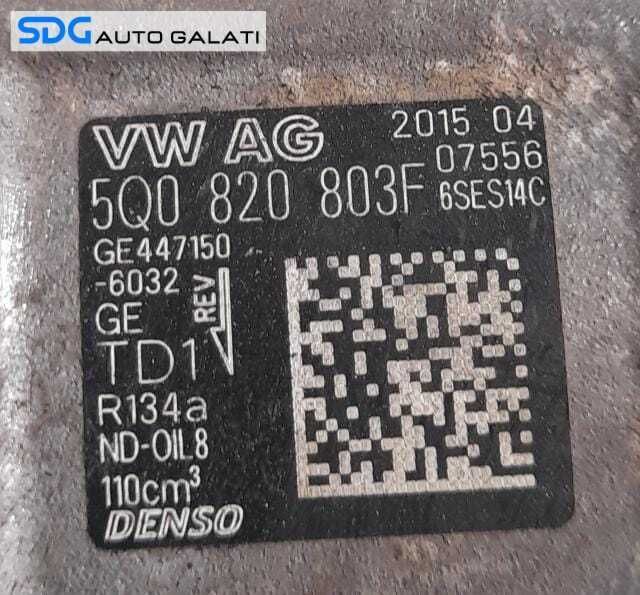 SDG AUTO GALATI
VW AG 2015 04
07556
5Q0 820 803F 6SES14C
GE447150
-6032
REV
GE
TD1
R134a
ND-OIL8
110cm³
DENSO